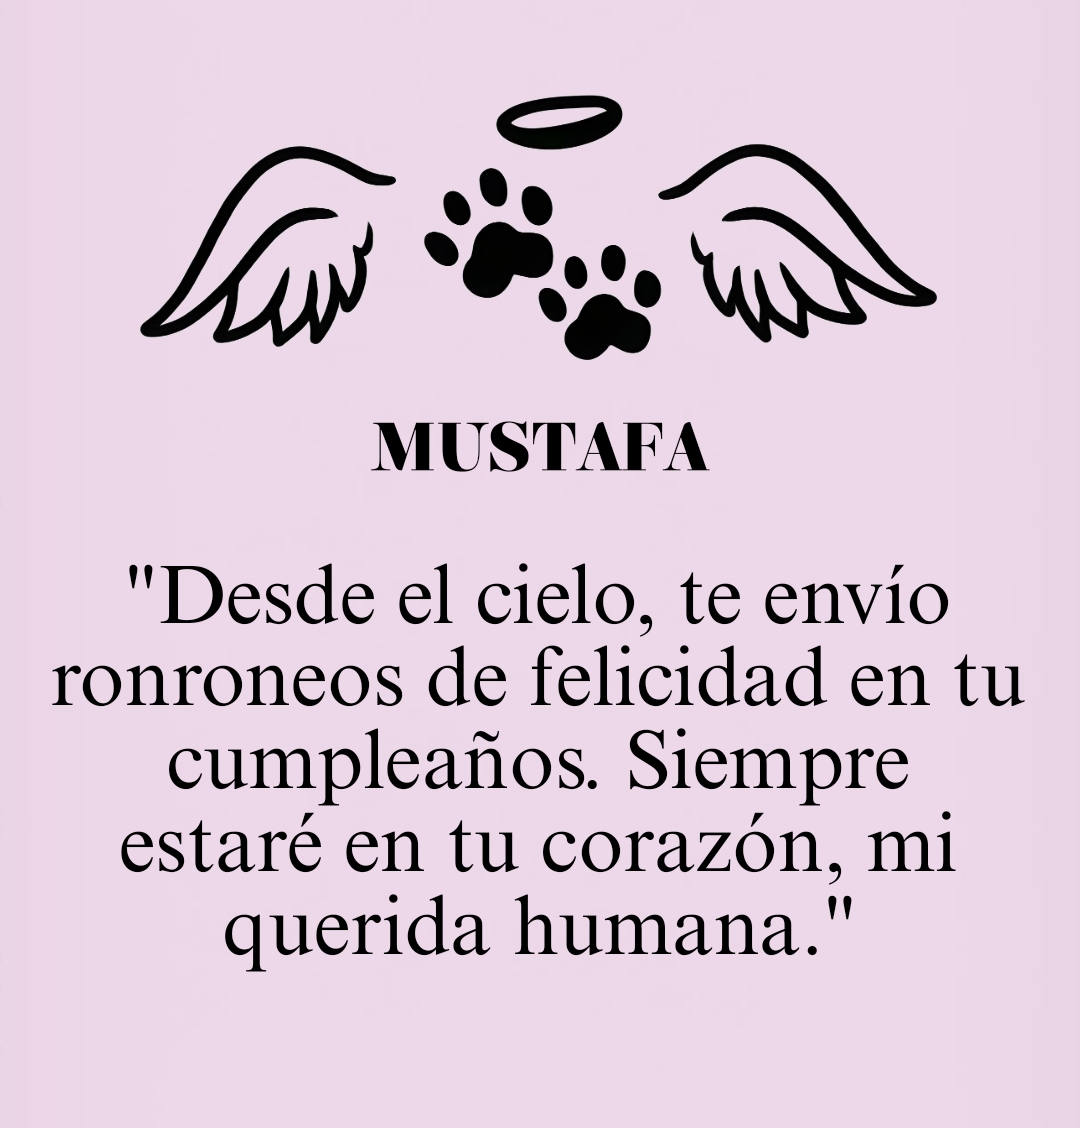 MUSTAFA
"Desde el cielo, te envío
ronroneos de felicidad en tu
cumpleaños. Siempre
estaré en tu corazón, mi
querida humana."